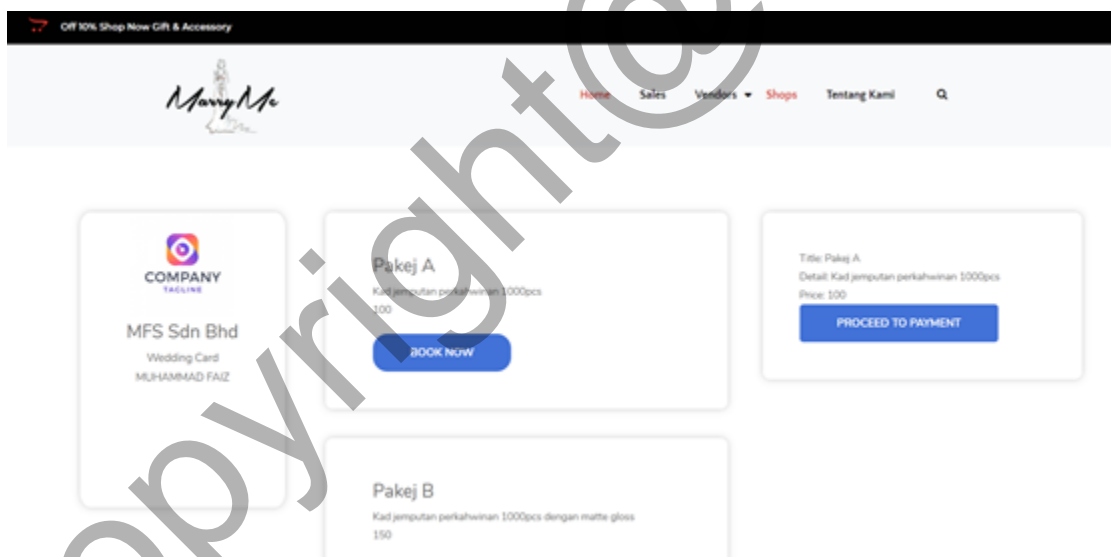 Off 10% Shop Now Gift & Accessory
Marry Me
Home Sales Vendors Shops Tentang Kami
COMPANY
TAGLINE
MFS Sdn Bhd
Wedding Card
MUHAMMAD FAIZ
Pakej A
Kad jemputan perkahwinan 1000pcs
100
BOOK NOW
Pakej B
Kad jemputan perkahwinan 1000pcs dengan matte gloss
150
Title: Pakej A
Detail: Kad jemputan perkahwinan 1000pcs
Price: 100
PROCEED TO PAYMENT
opyright@